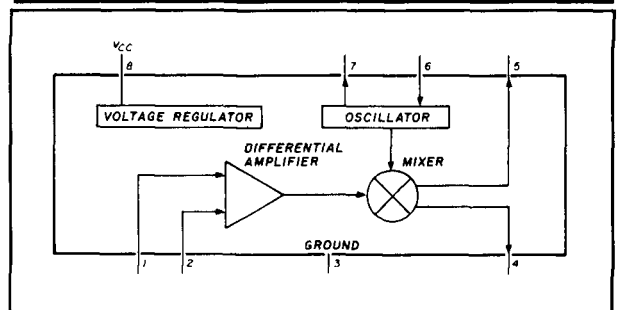 VCC
8 7 6 5
VOLTAGE REGULATOR OSCILLATOR
DIFFERENTIAL
AMPLIFIER MIXER
GROUND
1 2 3 4